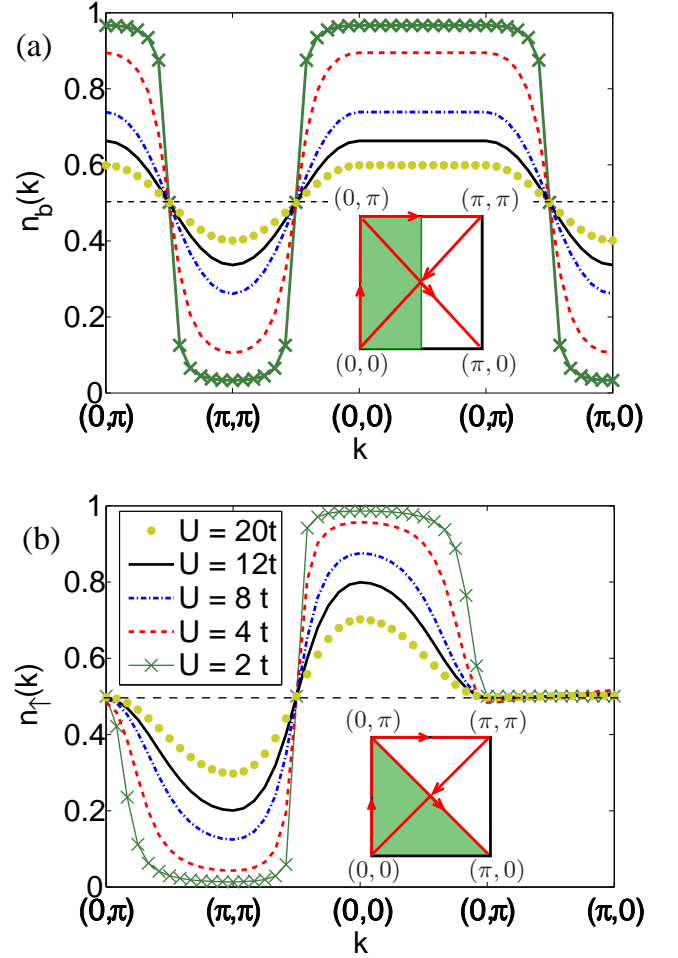 (a)
1
0.8
0.6
0.4
0.2
0
n_b(k)
(0, π) (π, π)
(0, 0) (π, 0)
(0,π) (π,π) (0,0) (0,π) (π,0)
k
(b)
1
0.8
0.6
0.4
0.2
0
n_↑(k)
U = 20t
U = 12t
U = 8 t
U = 4 t
U = 2 t
(0, π) (π, π)
(0, 0) (π, 0)
(0,π) (π,π) (0,0) (0,π) (π,0)
k